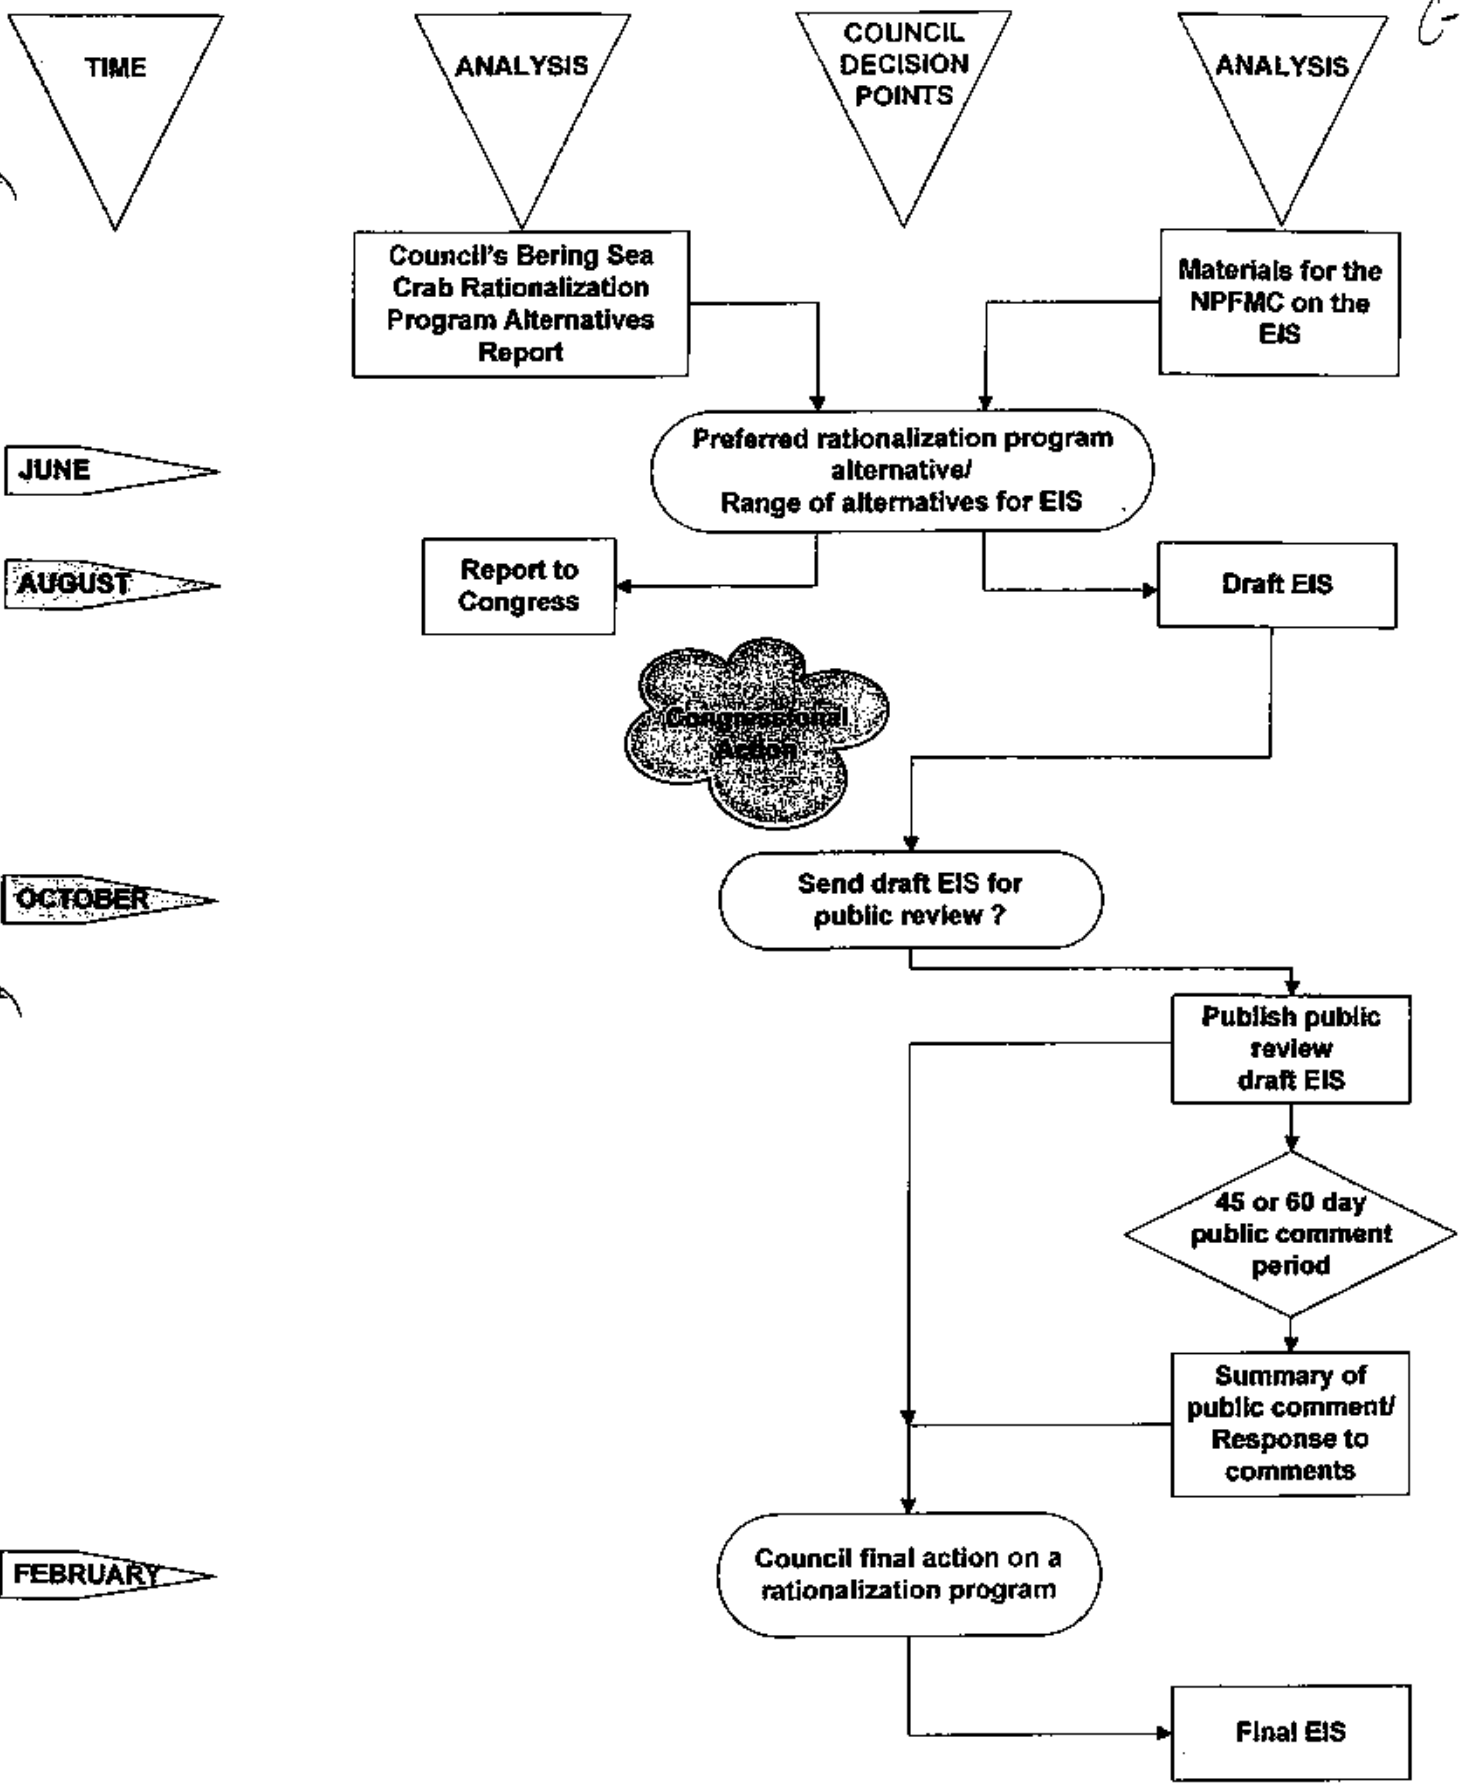 TIME
ANALYSIS
COUNCIL
DECISION
POINTS
ANALYSIS
Council's Bering Sea
Crab Rationalization
Program Alternatives
Report
Materials for the
NPFMC on the
EIS
JUNE
Preferred rationalization program
alternative/
Range of alternatives for EIS
AUGUST
Report to
Congress
Draft EIS
Congressional
Action
OCTOBER
Send draft EIS for
public review ?
Publish public
review
draft EIS
45 or 60 day
public comment
period
Summary of
public comment/
Response to
comments
FEBRUARY
Council final action on a
rationalization program
Final EIS